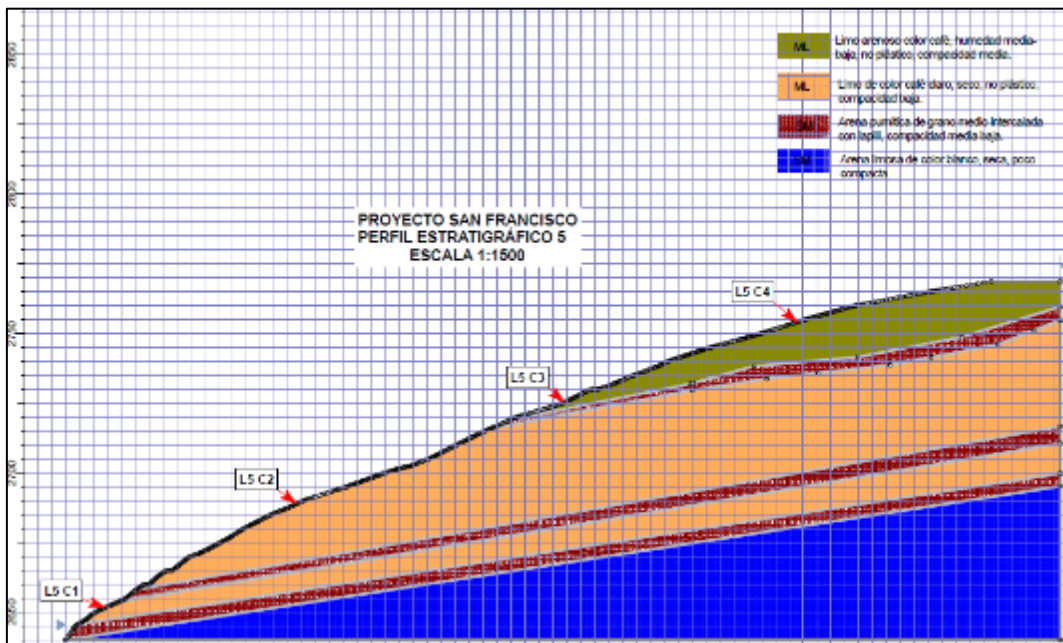 ML Limo arenoso color café, humedad media-
baja, no plástico, compacidad media.
ML Limo de color café claro, seco, no plástico,
compacidad baja.
SM Arena pumítica de grano medio intercalada
con lapilli, compacidad media baja.
SM Arena limosa de color blanco, seca, poco
compacta
PROYECTO SAN FRANCISCO
PERFIL ESTRATIGRÁFICO 5
ESCALA 1:1500
L5 C4
L5 C3
L5 C2
L5 C1
2750
2700
2650